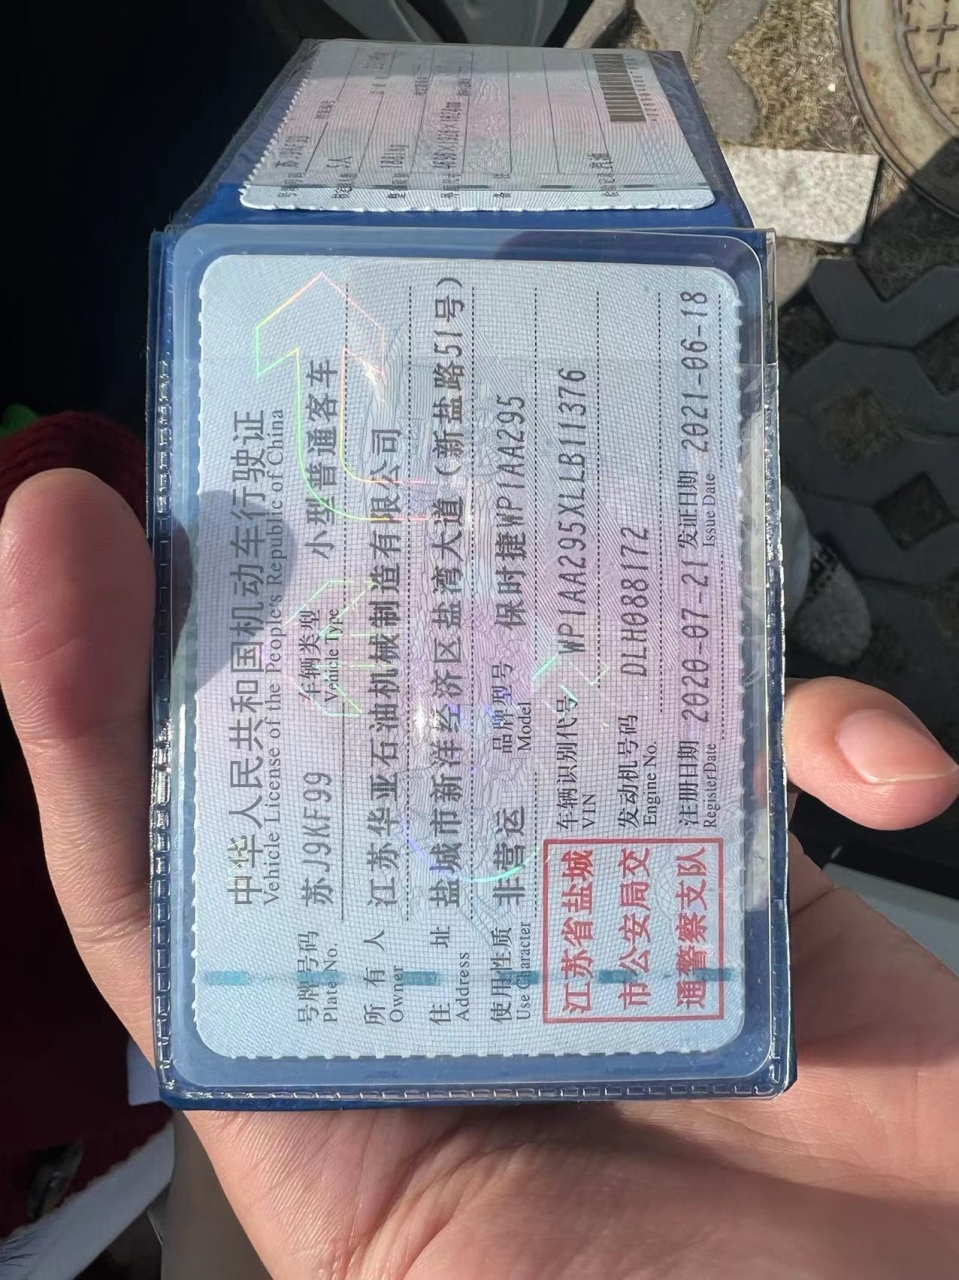 中华人民共和国机动车行驶证
Vehicle License of the People's Republic of China
号牌号码 苏J9KF99 车辆类型 小型普通客车
Plate No. Vehicle Type
所有人 江苏华亚石油机械制造有限公司
Owner
住址 盐城市新洋经济区盐湾大道(新盐路51号)
Address
使用性质 非营运 品牌型号 保时捷WP1AA295
Use Character Model
车辆识别代号 WP1AA295XLLB11376
VIN
发动机号码 DLH088172
Engine No.
注册日期 2020-07-21 发证日期 2021-06-18
Register Date Issue Date
江苏省盐城
市公安局交
通警察支队